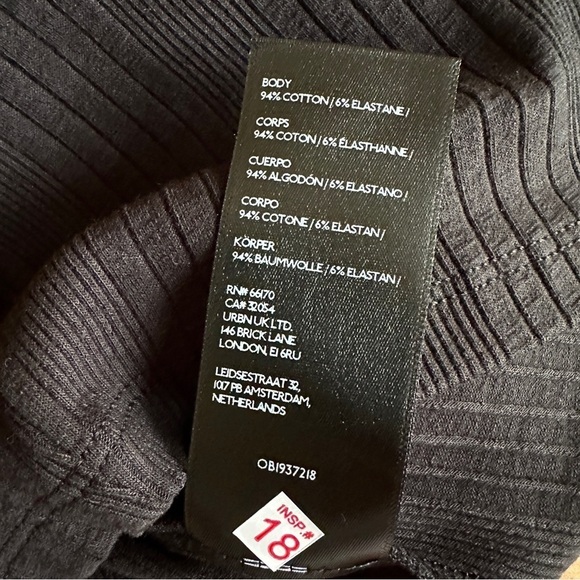 BODY
94% COTTON / 6% ELASTANE /
CORPS
94% COTON / 6% ÉLASTHANNE /
CUERPO
94% ALGODÓN / 6% ELASTANO /
CORPO
94% COTONE / 6% ELASTAN /
KÖRPER
94% BAUMWOLLE / 6% ELASTAN /
RN# 66170
CA# 32054
URBN UK LTD.
146 BRICK LANE
LONDON, E1 6RU
LEIDSESTRAAT 32,
1017 PB AMSTERDAM,
NETHERLANDS
OB1937218
INSP.#
18